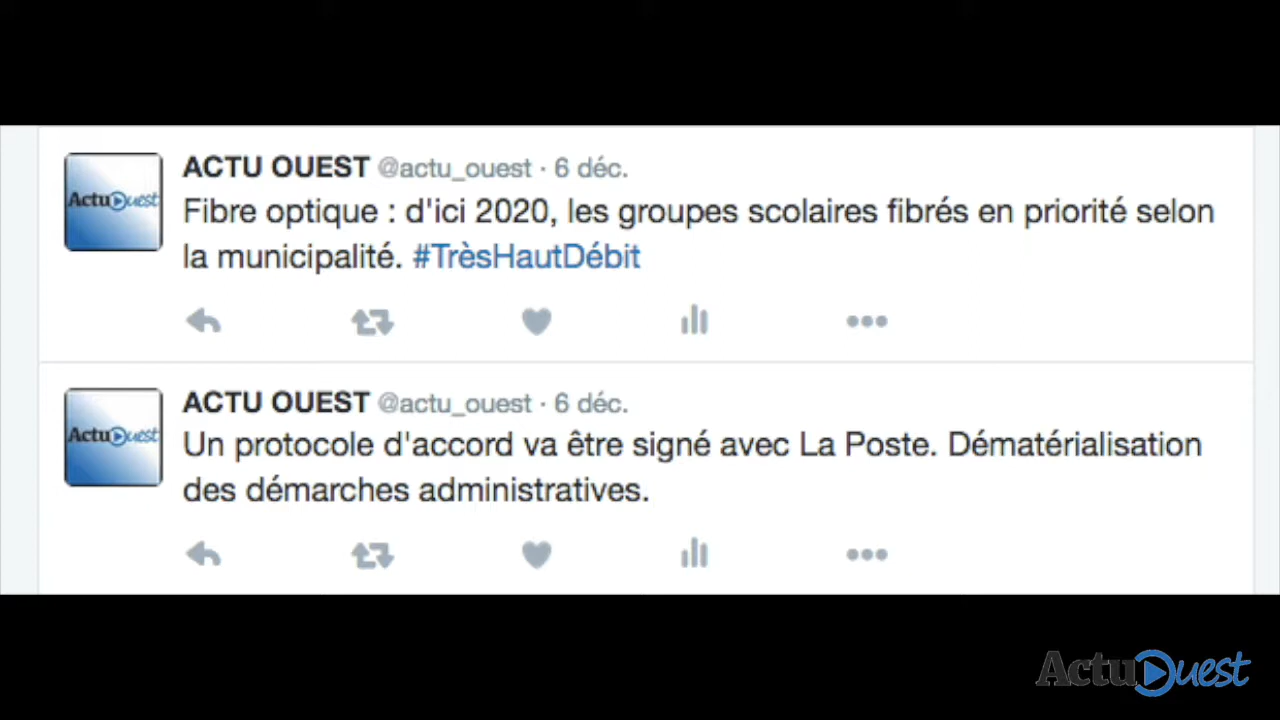 ACTU OUEST @actu_ouest · 6 déc.
ActuOuest
Fibre optique : d'ici 2020, les groupes scolaires fibrés en priorité selon
la municipalité. #TrèsHautDébit
ACTU OUEST @actu_ouest · 6 déc.
ActuOuest
Un protocole d'accord va être signé avec La Poste. Dématérialisation
des démarches administratives.
ActuOuest